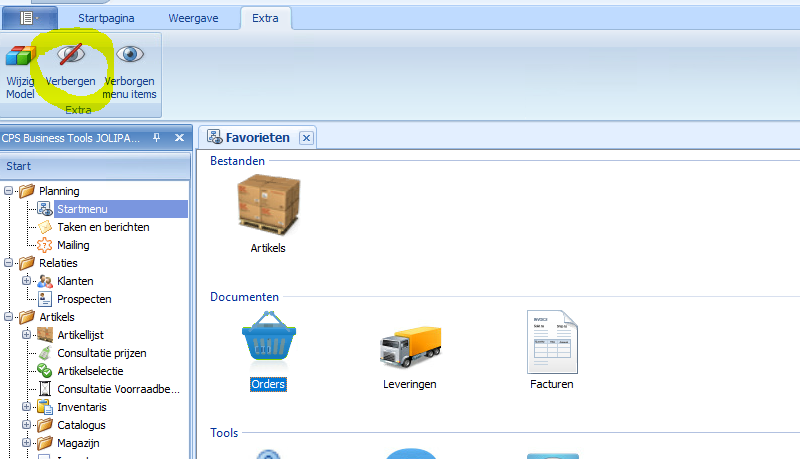 Startpagina Weergave Extra
Wijzig Model
Verbergen
Verborgen menu items
Extra
CPS Business Tools JOLIPA...
Favorieten
Start
Planning
Startmenu
Taken en berichten
Mailing
Relaties
Klanten
Prospecten
Artikels
Artikellijst
Consultatie prijzen
Artikelselectie
Consultatie Voorraadbe...
Inventaris
Catalogus
Magazijn
Bestanden
Artikels
Documenten
INVOICE
Orders
Leveringen
Facturen
Tools